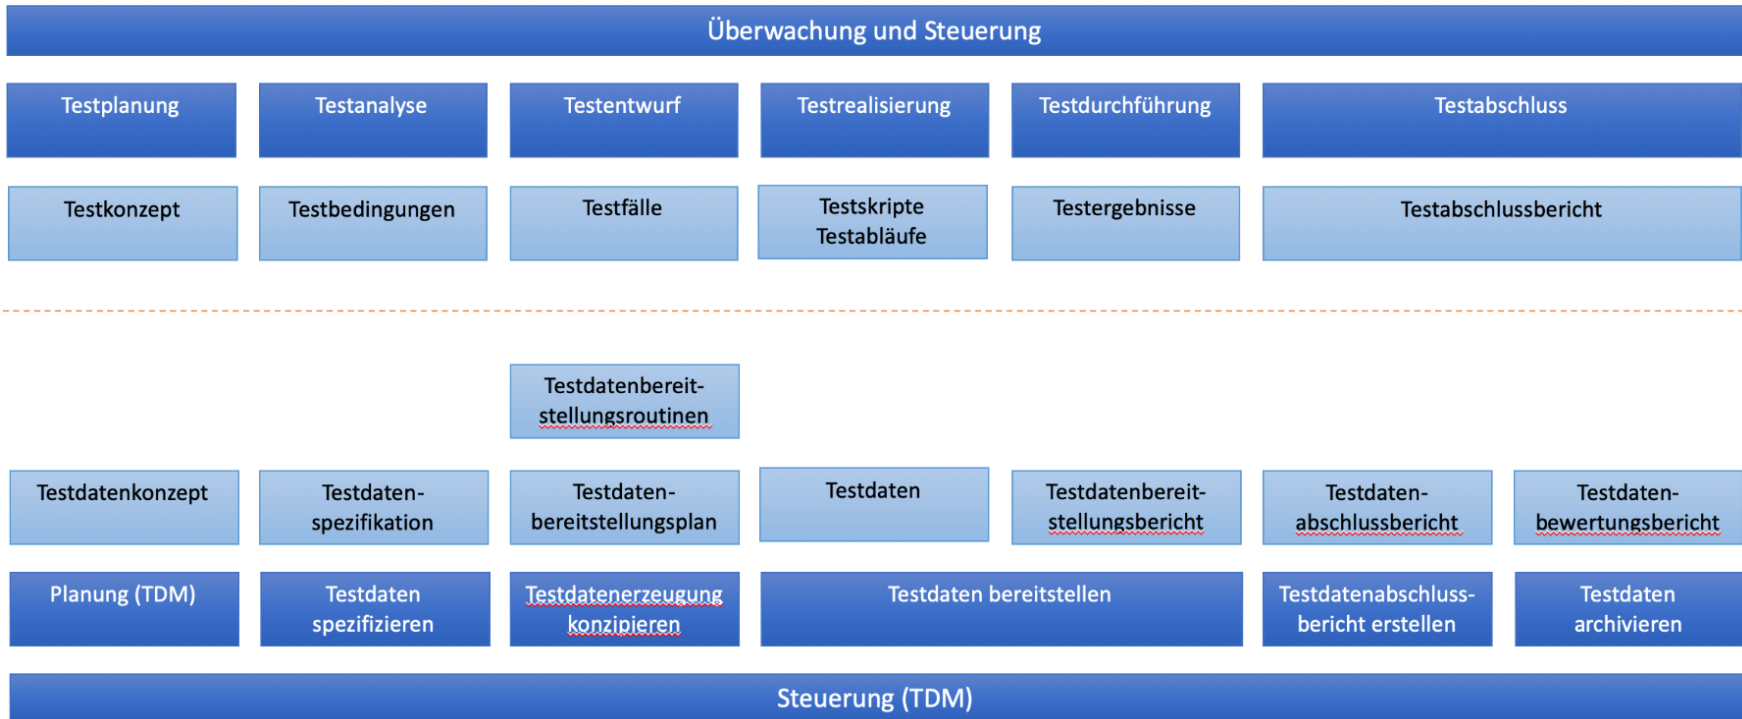 Überwachung und Steuerung
Testplanung
Testanalyse
Testentwurf
Testrealisierung
Testdurchführung
Testabschluss
Testkonzept
Testbedingungen
Testfälle
Testskripte
Testabläufe
Testergebnisse
Testabschlussbericht
Testdatenbereit-
stellungsroutinen
Testdatenkonzept
Testdaten-
spezifikation
Testdaten-
bereitstellungsplan
Testdaten
Testdatenbereit-
stellungsbericht
Testdaten-
abschlussbericht
Testdaten-
bewertungsbericht
Planung (TDM)
Testdaten
spezifizieren
Testdatenerzeugung
konzipieren
Testdaten bereitstellen
Testdatenabschluss-
bericht erstellen
Testdaten
archivieren
Steuerung (TDM)